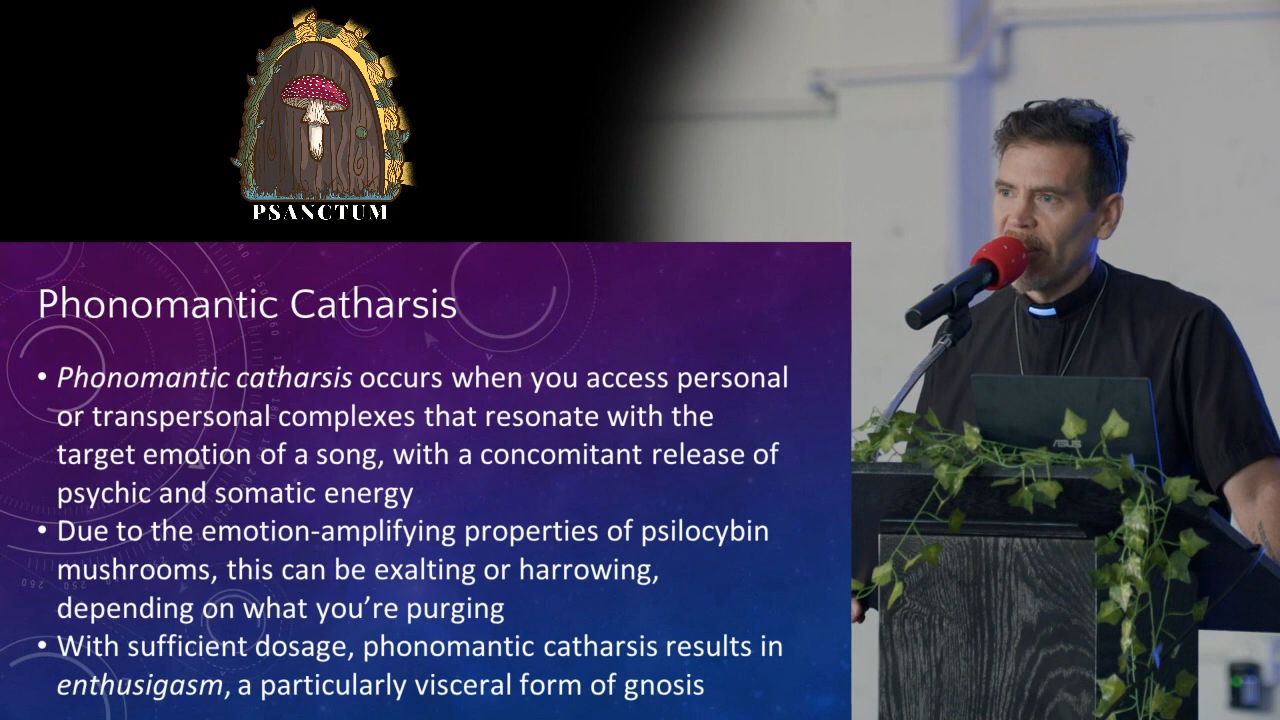 PSANCTUM
Phonomantic Catharsis
• Phonomantic catharsis occurs when you access personal
or transpersonal complexes that resonate with the
target emotion of a song, with a concomitant release of
psychic and somatic energy
• Due to the emotion-amplifying properties of psilocybin
mushrooms, this can be exalting or harrowing,
depending on what you’re purging
• With sufficient dosage, phonomantic catharsis results in
enthusigasm, a particularly visceral form of gnosis
ASUS